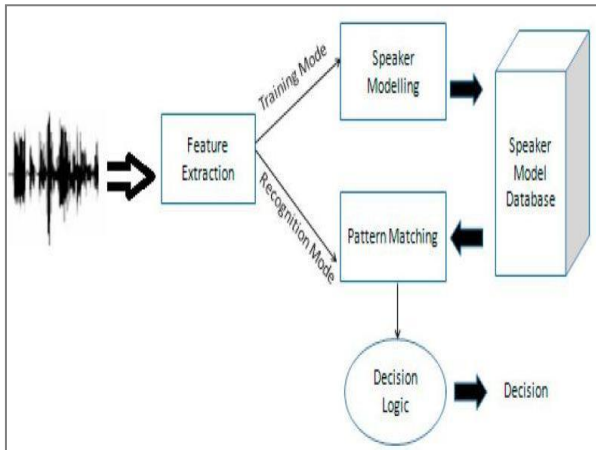 Speaker
Modelling
Training Mode
Feature
Extraction
Speaker
Model
Database
Recognition Mode
Pattern Matching
Decision
Logic
Decision